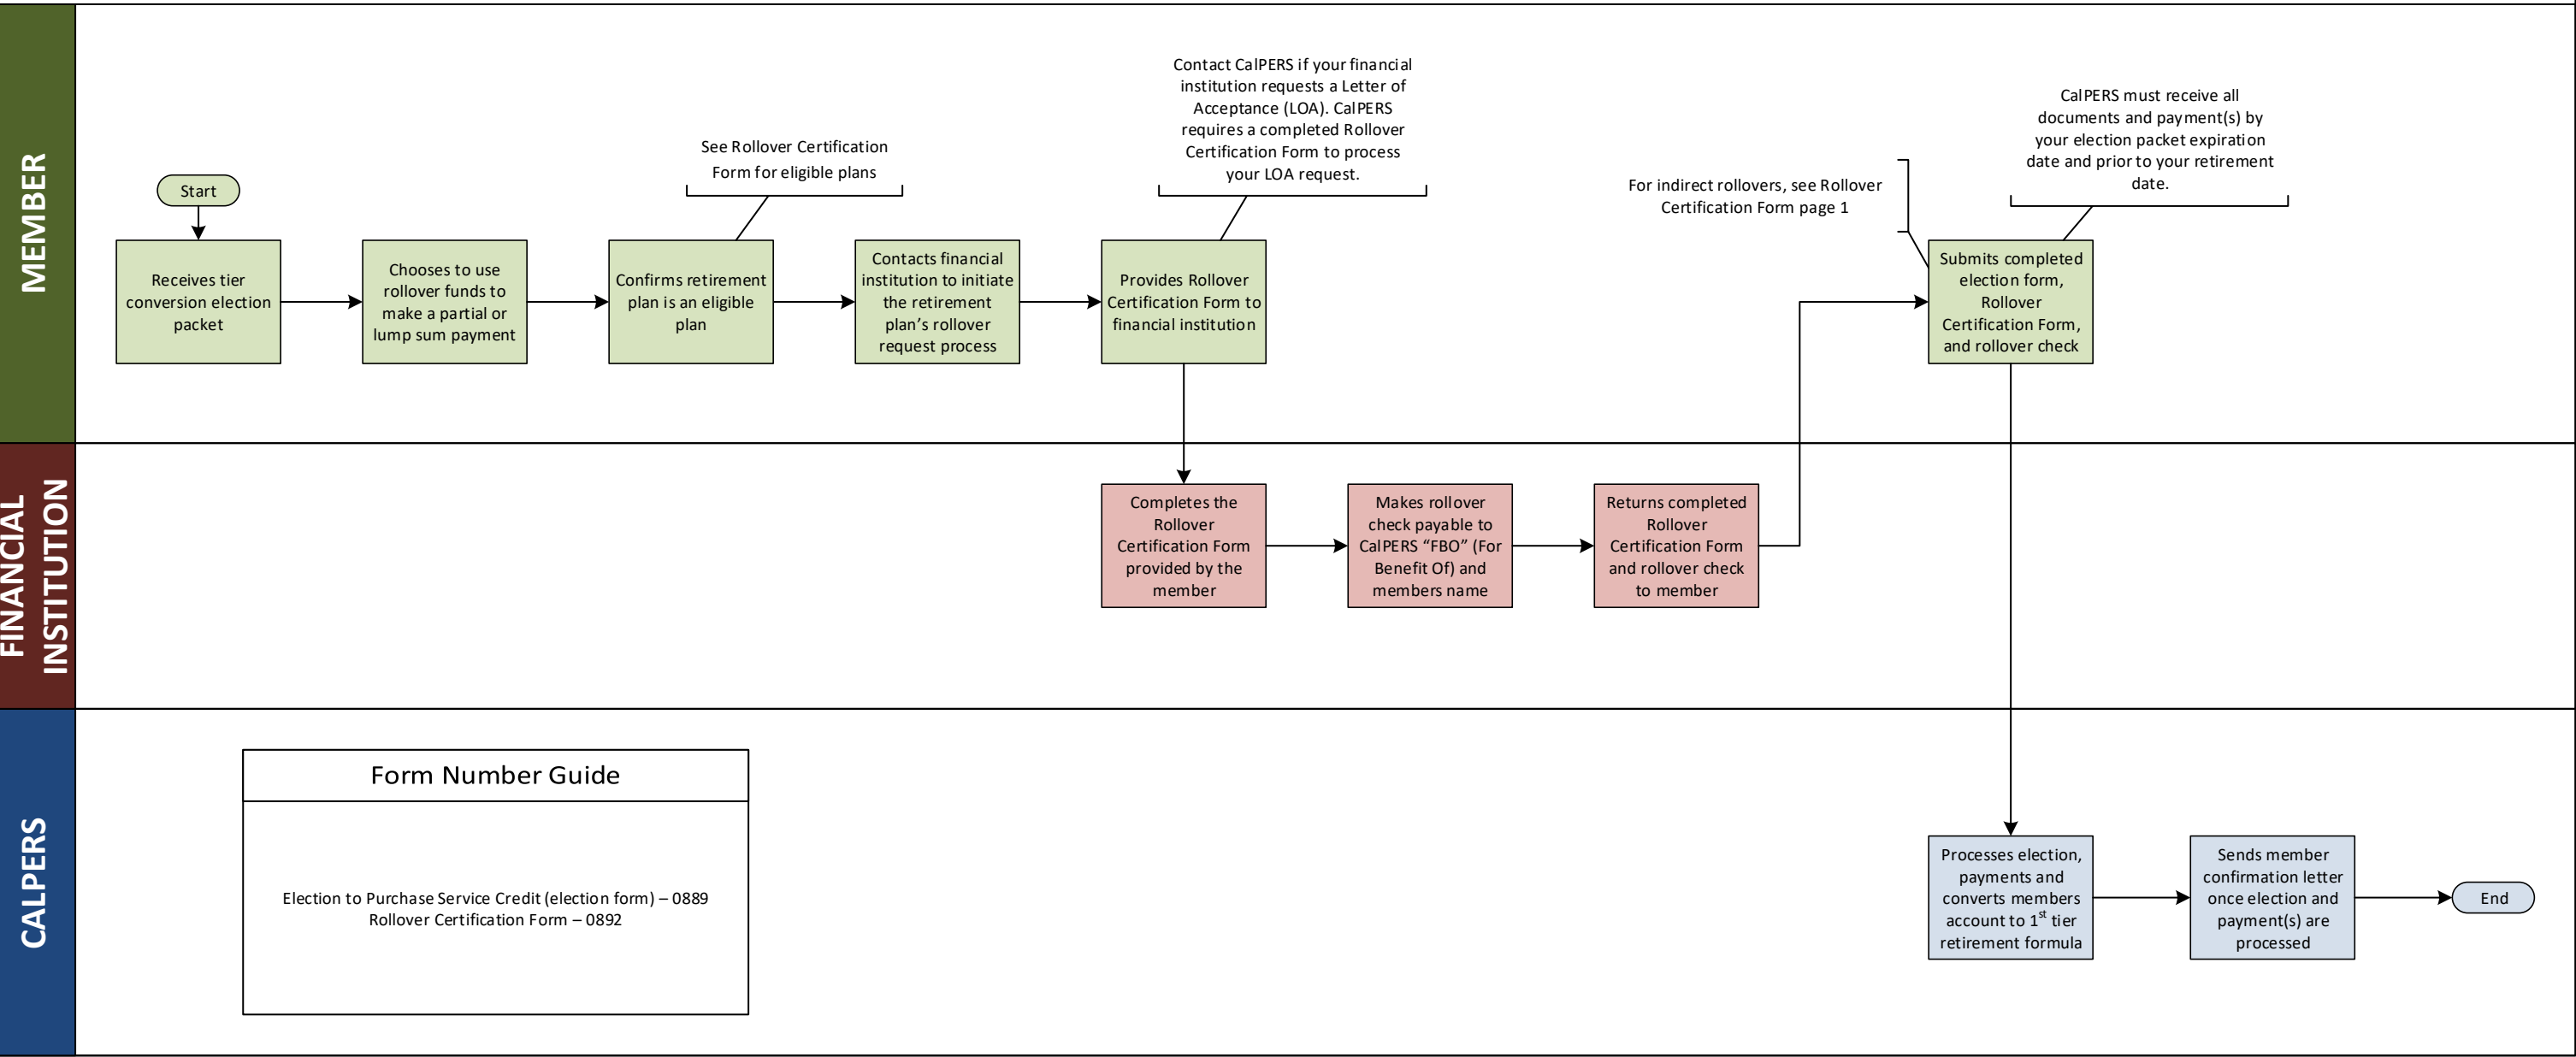 MEMBER
Start
Receives tier
conversion election
packet
Chooses to use
rollover funds to
make a partial or
lump sum payment
See Rollover Certification
Form for eligible plans
Confirms retirement
plan is an eligible
plan
Contacts financial
institution to initiate
the retirement
plan’s rollover
request process
Contact CalPERS if your financial
institution requests a Letter of
Acceptance (LOA). CalPERS
requires a completed Rollover
Certification Form to process
your LOA request.
Provides Rollover
Certification Form to
financial institution
For indirect rollovers, see Rollover
Certification Form page 1
CalPERS must receive all
documents and payment(s) by
your election packet expiration
date and prior to your retirement
date.
Submits completed
election form,
Rollover
Certification Form,
and rollover check
FINANCIAL
INSTITUTION
Completes the
Rollover
Certification Form
provided by the
member
Makes rollover
check payable to
CalPERS “FBO” (For
Benefit Of) and
members name
Returns completed
Rollover
Certification Form
and rollover check
to member
CALPERS
Form Number Guide
Election to Purchase Service Credit (election form) – 0889
Rollover Certification Form – 0892
Processes election,
payments and
converts members
account to 1st tier
retirement formula
Sends member
confirmation letter
once election and
payment(s) are
processed
End